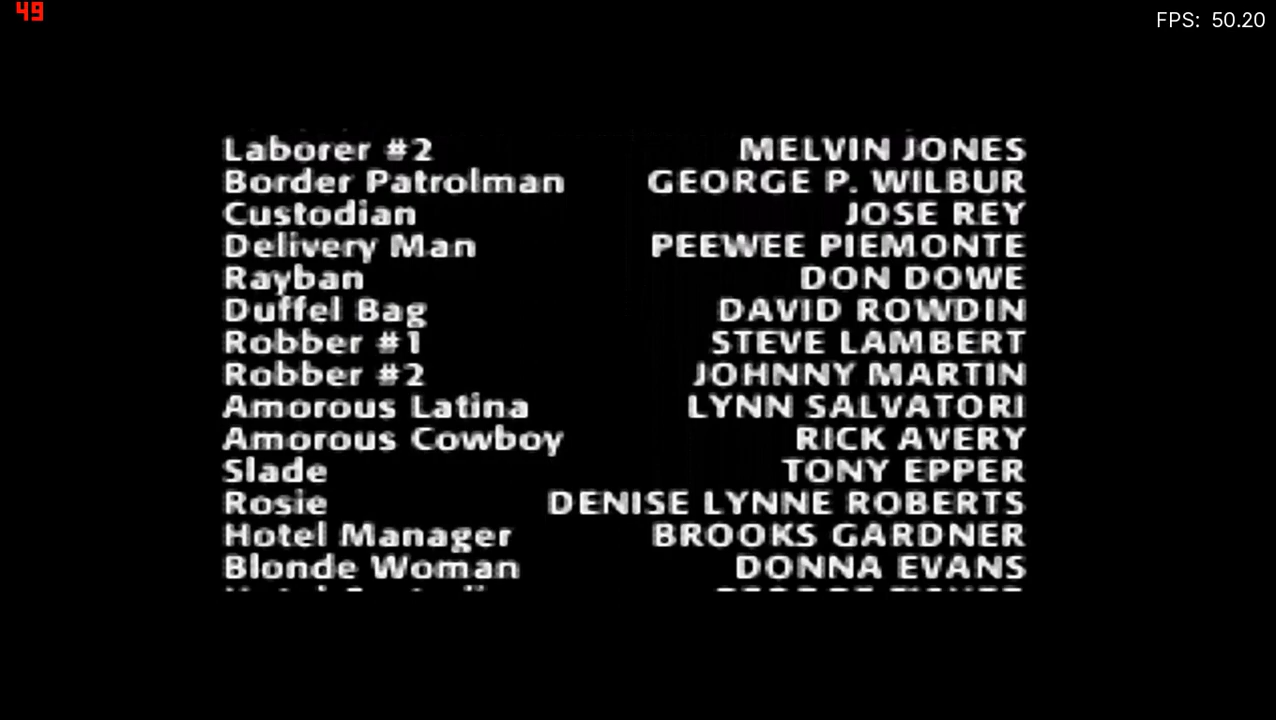 49
FPS: 50.20
Laborer #2 MELVIN JONES
Border Patrolman GEORGE P. WILBUR
Custodian JOSE REY
Delivery Man PEEWEE PIEMONTE
Rayban DON DOWE
Duffel Bag DAVID ROWDIN
Robber #1 STEVE LAMBERT
Robber #2 JOHNNY MARTIN
Amorous Latina LYNN SALVATORI
Amorous Cowboy RICK AVERY
Slade TONY EPPER
Rosie DENISE LYNNE ROBERTS
Hotel Manager BROOKS GARDNER
Blonde Woman DONNA EVANS